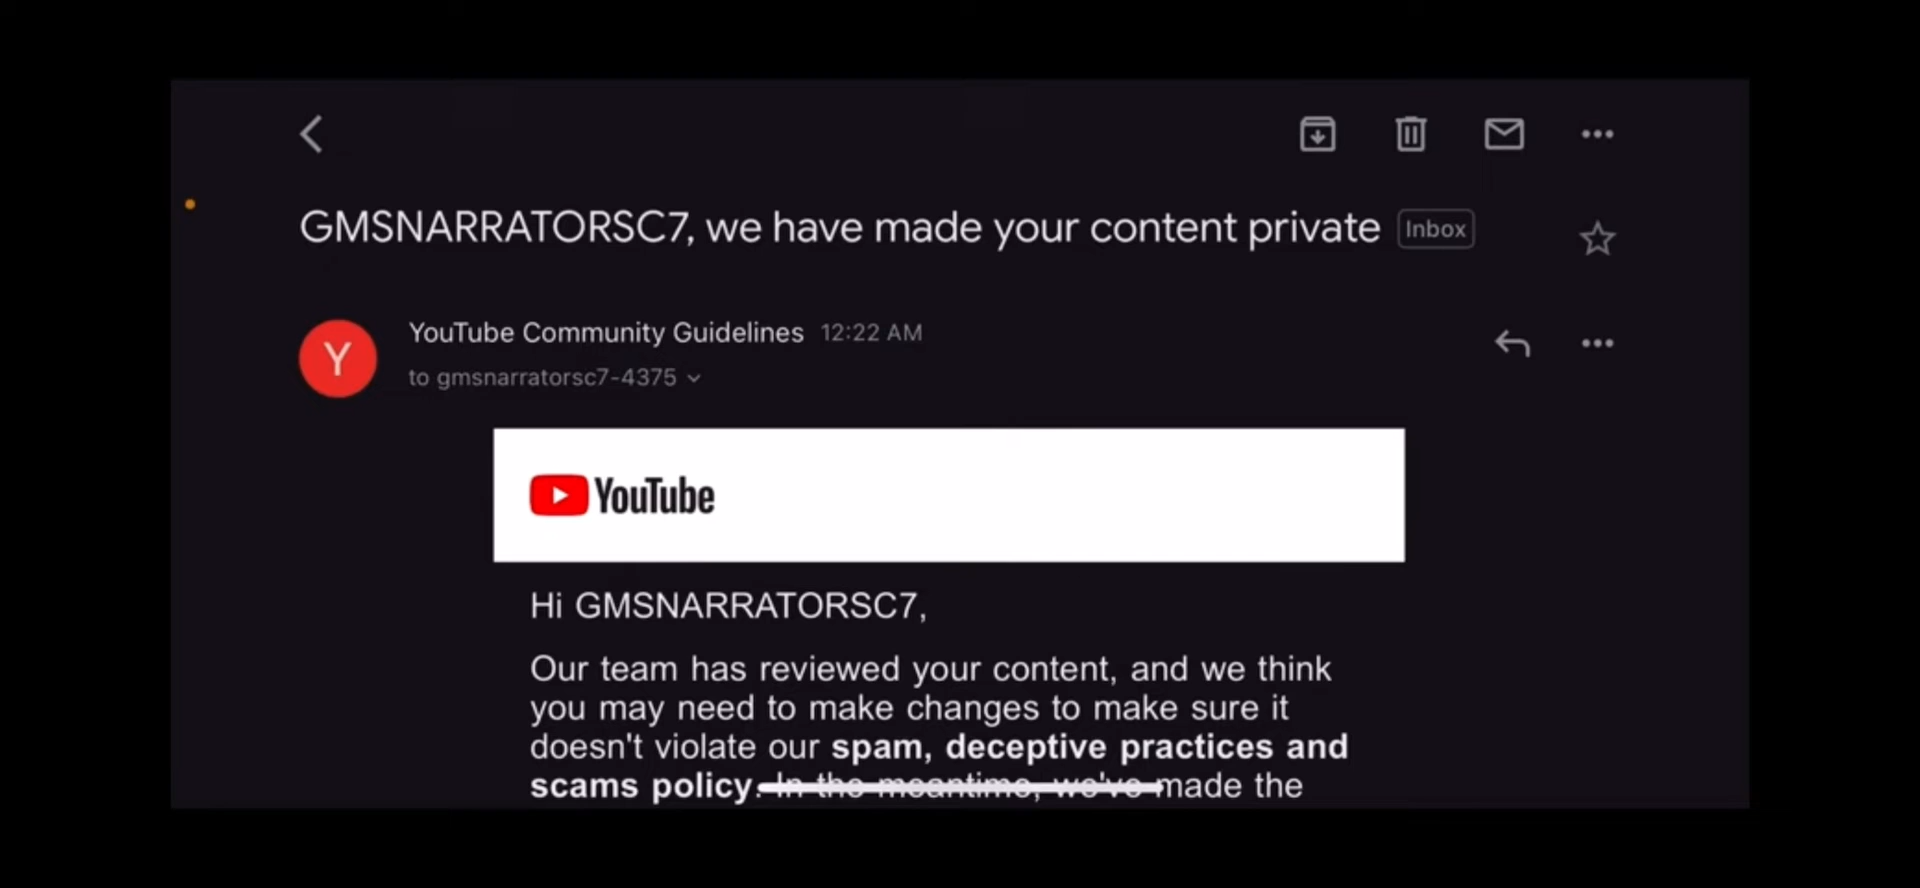 GMSNARRATORSC7, we have made your content private Inbox
YouTube Community Guidelines 12:22 AM
Y
to gmsnarratorsc7-4375
YouTube
Hi GMSNARRATORSC7,
Our team has reviewed your content, and we think
you may need to make changes to make sure it
doesn't violate our spam, deceptive practices and
scams policy. In the meantime, we've made the